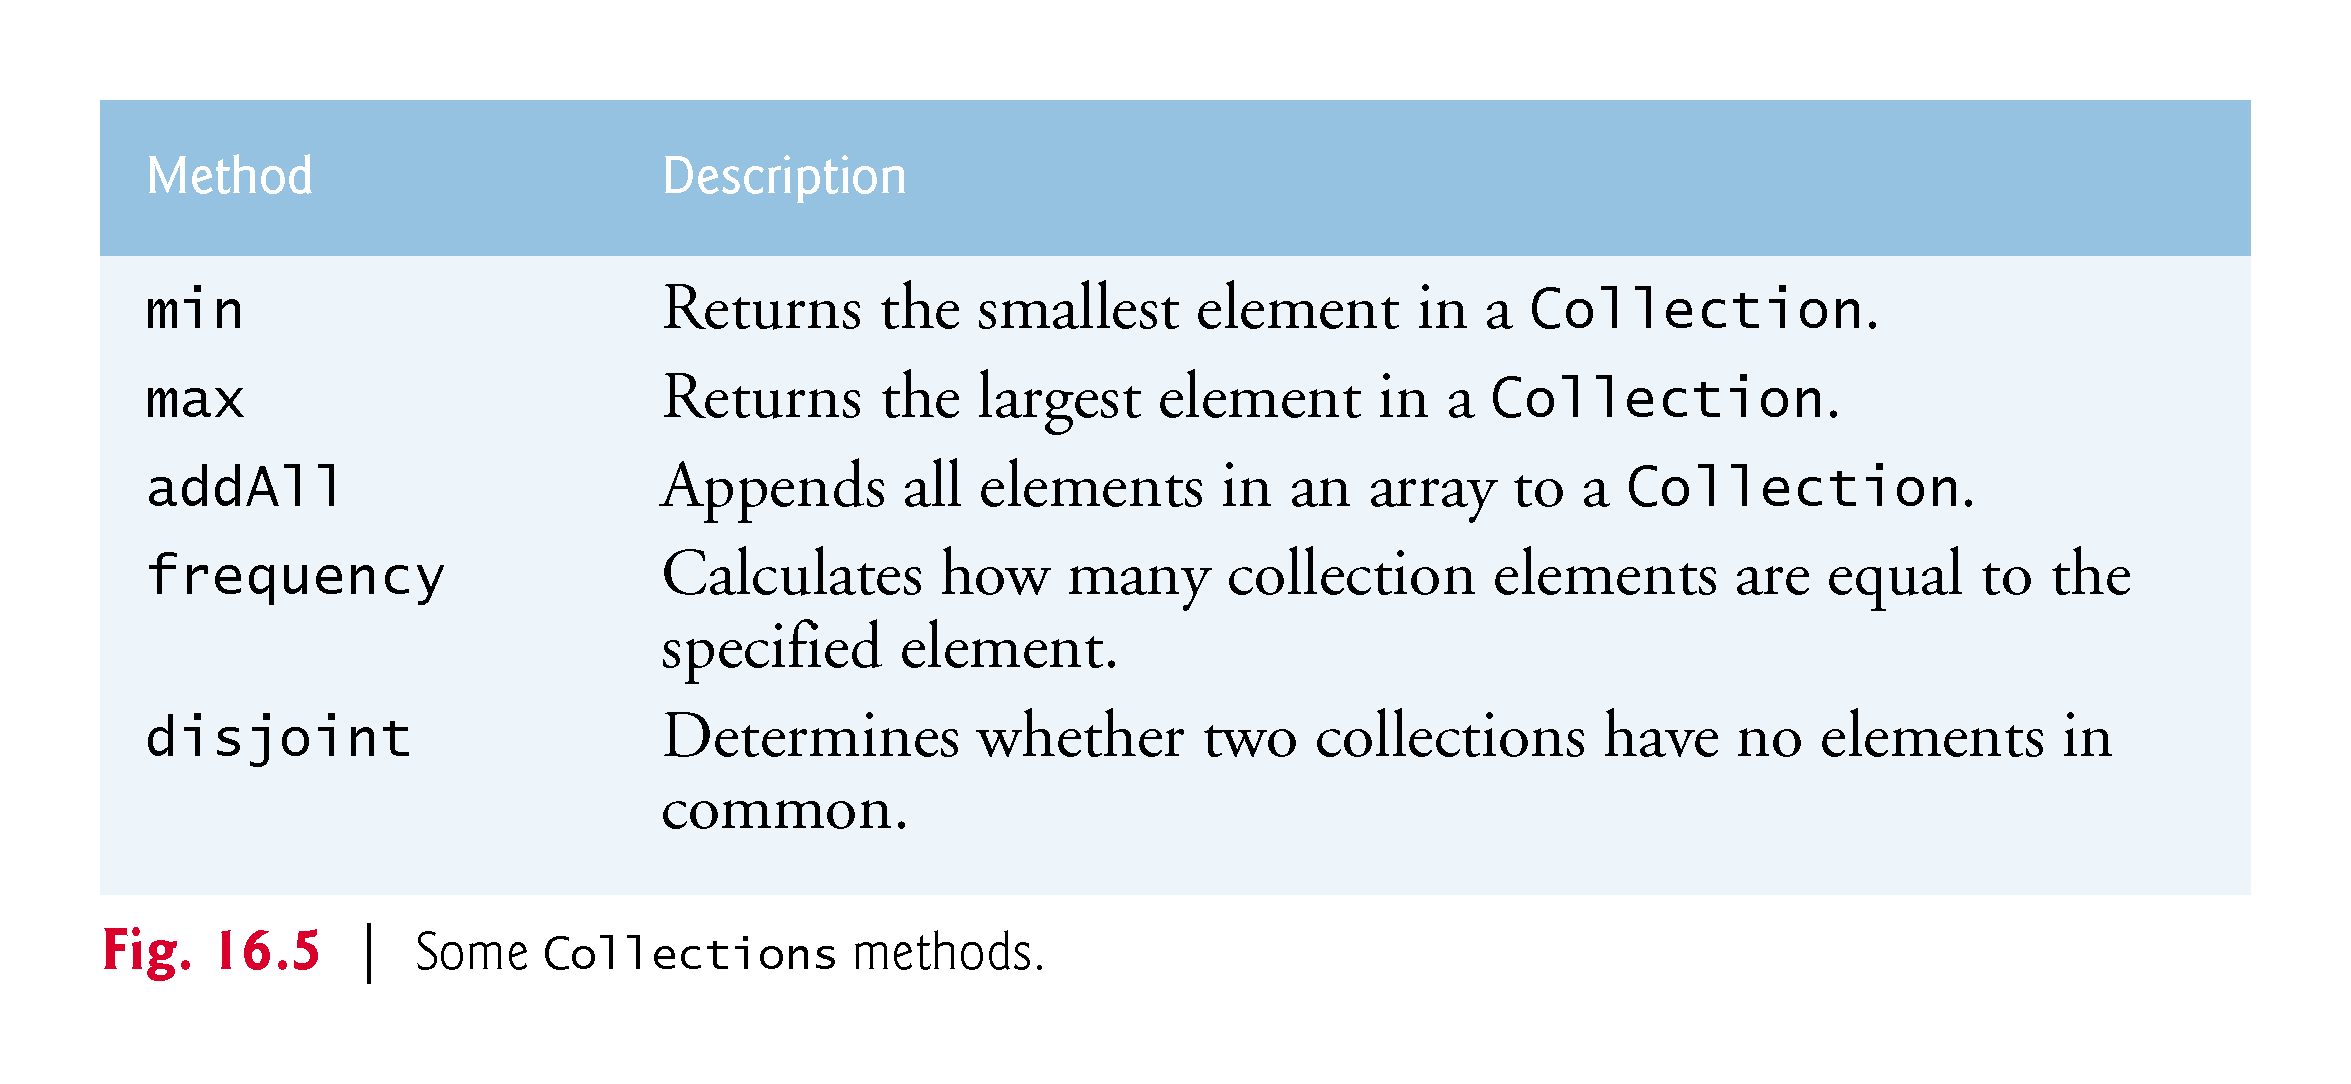 Method Description
min Returns the smallest element in a Collection.
max Returns the largest element in a Collection.
addAll Appends all elements in an array to a Collection.
frequency Calculates how many collection elements are equal to the
specified element.
disjoint Determines whether two collections have no elements in
common.
Fig. 16.5 | Some Collections methods.